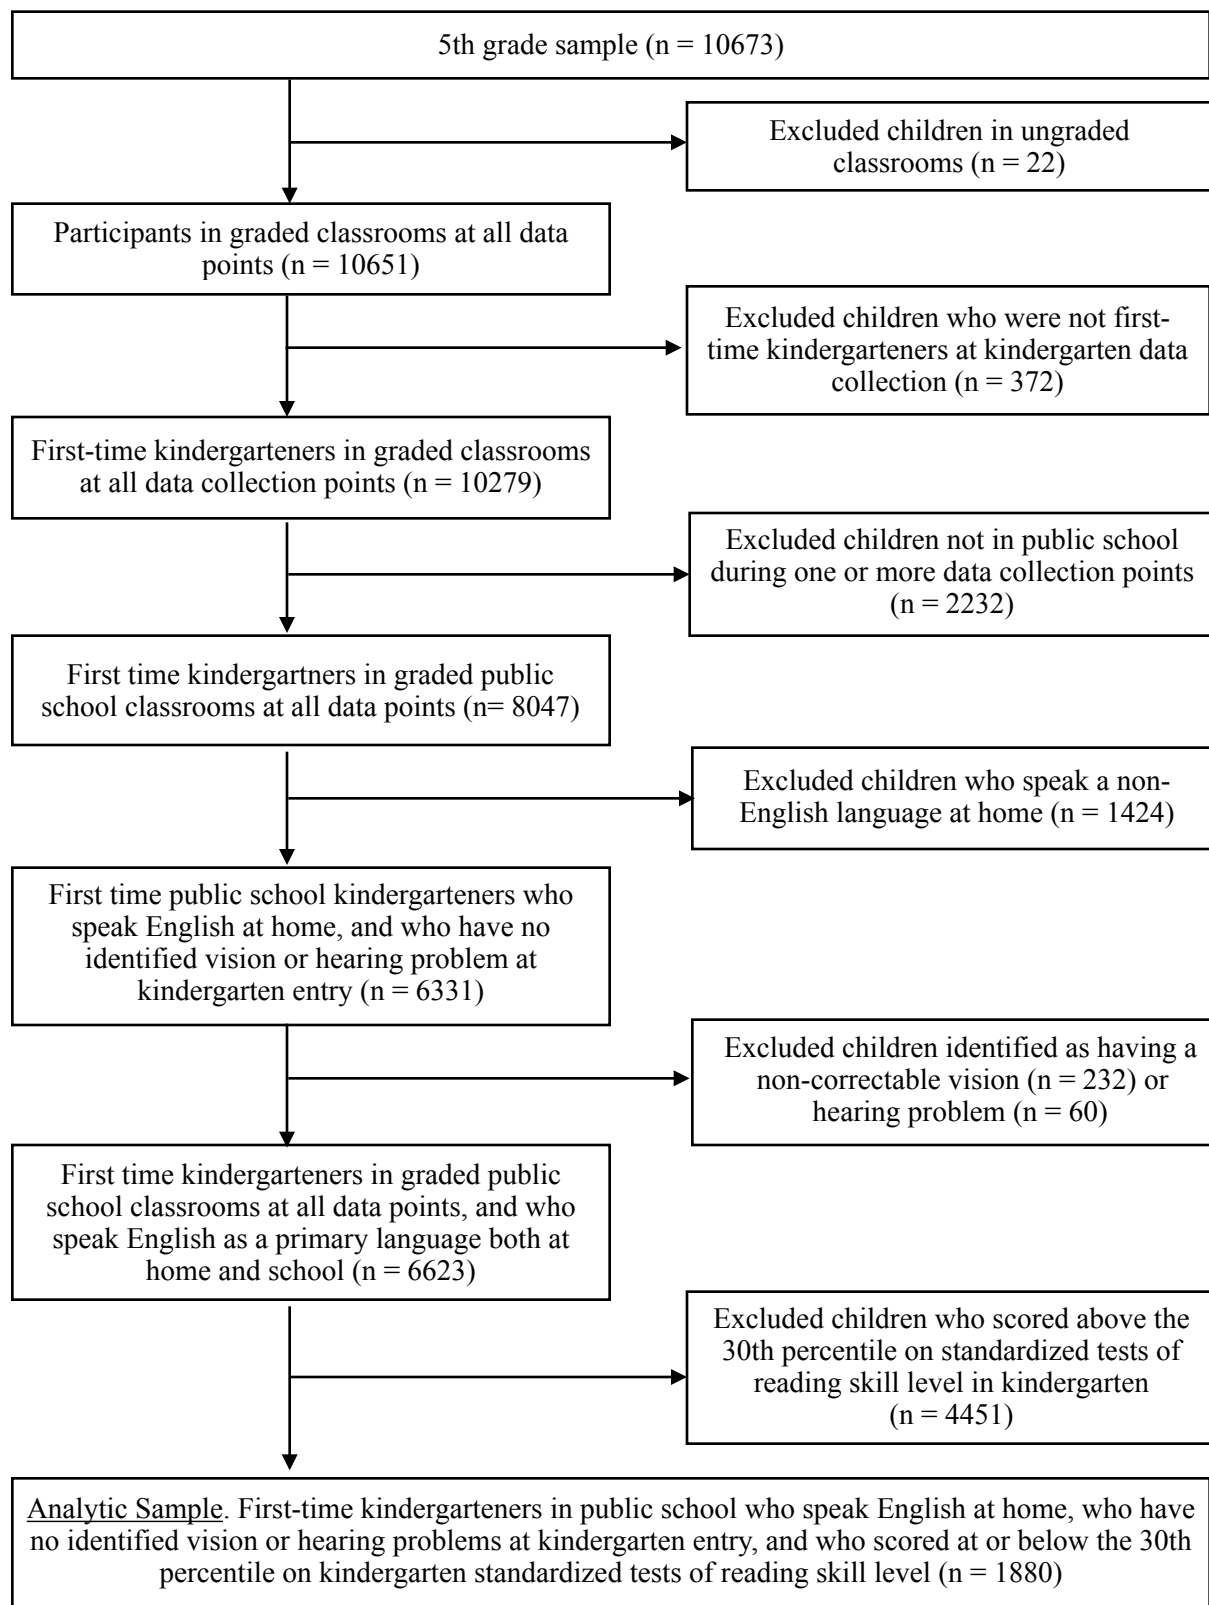 5th grade sample (n = 10673)
Excluded children in ungraded
classrooms (n = 22)
Participants in graded classrooms at all data
points (n = 10651)
Excluded children who were not first-
time kindergarteners at kindergarten data
collection (n = 372)
First-time kindergarteners in graded classrooms
at all data collection points (n = 10279)
Excluded children not in public school
during one or more data collection points
(n = 2232)
First time kindergartners in graded public
school classrooms at all data points (n= 8047)
Excluded children who speak a non-
English language at home (n = 1424)
First time public school kindergarteners who
speak English at home, and who have no
identified vision or hearing problem at
kindergarten entry (n = 6331)
Excluded children identified as having a
non-correctable vision (n = 232) or
hearing problem (n = 60)
First time kindergarteners in graded public
school classrooms at all data points, and who
speak English as a primary language both at
home and school (n = 6623)
Excluded children who scored above the
30th percentile on standardized tests of
reading skill level in kindergarten
(n = 4451)
Analytic Sample. First-time kindergarteners in public school who speak English at home, who have
no identified vision or hearing problems at kindergarten entry, and who scored at or below the 30th
percentile on kindergarten standardized tests of reading skill level (n = 1880)